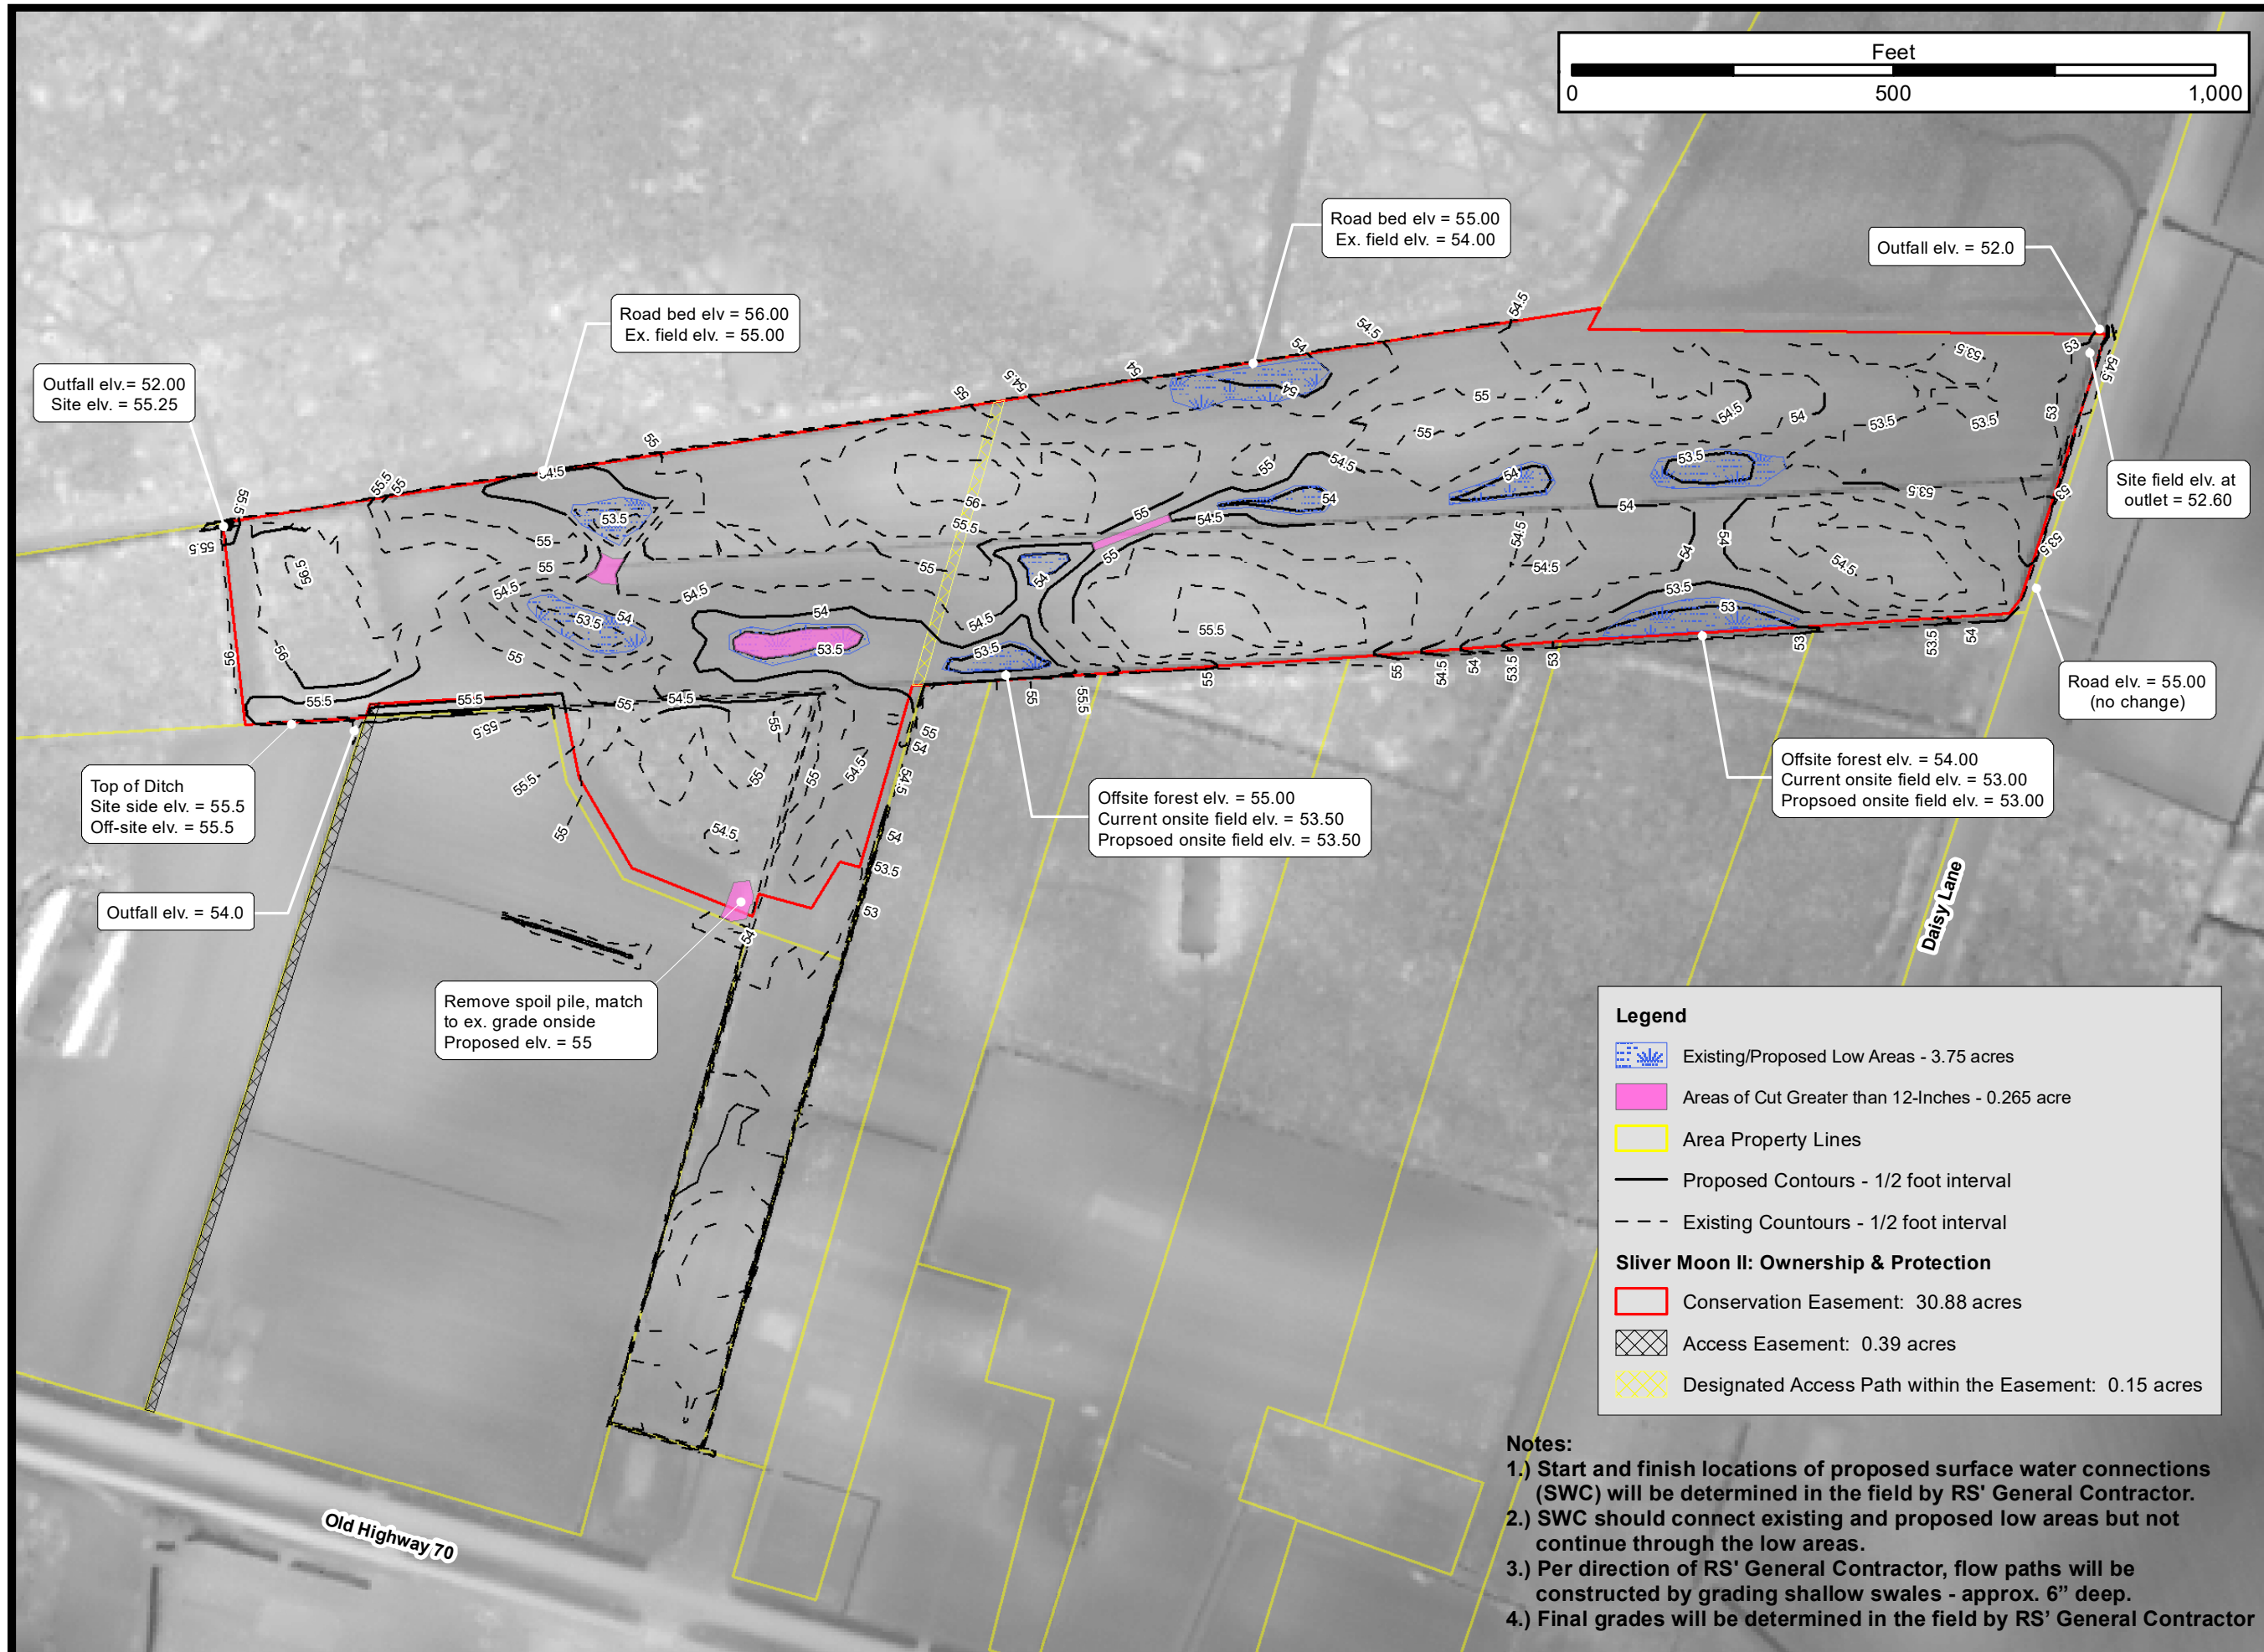 Feet
0 500 1,000
Road bed elv = 55.00
Ex. field elv. = 54.00
Outfall elv. = 52.0
Road bed elv = 56.00
Ex. field elv. = 55.00
Outfall elv.= 52.00
Site elv. = 55.25
Site field elv. at
outlet = 52.60
Road elv. = 55.00
(no change)
Top of Ditch
Site side elv. = 55.5
Off-site elv. = 55.5
Offsite forest elv. = 55.00
Current onsite field elv. = 53.50
Propsoed onsite field elv. = 53.50
Offsite forest elv. = 54.00
Current onsite field elv. = 53.00
Propsoed onsite field elv. = 53.00
Outfall elv. = 54.0
Remove spoil pile, match
to ex. grade onside
Proposed elv. = 55
Daisy Lane
Old Highway 70
Legend
Existing/Proposed Low Areas - 3.75 acres
Areas of Cut Greater than 12-Inches - 0.265 acre
Area Property Lines
Proposed Contours - 1/2 foot interval
Existing Countours - 1/2 foot interval
Sliver Moon II: Ownership & Protection
Conservation Easement: 30.88 acres
Access Easement: 0.39 acres
Designated Access Path within the Easement: 0.15 acres
Notes:
1.) Start and finish locations of proposed surface water connections
(SWC) will be determined in the field by RS' General Contractor.
2.) SWC should connect existing and proposed low areas but not
continue through the low areas.
3.) Per direction of RS' General Contractor, flow paths will be
constructed by grading shallow swales - approx. 6” deep.
4.) Final grades will be determined in the field by RS’ General Contractor